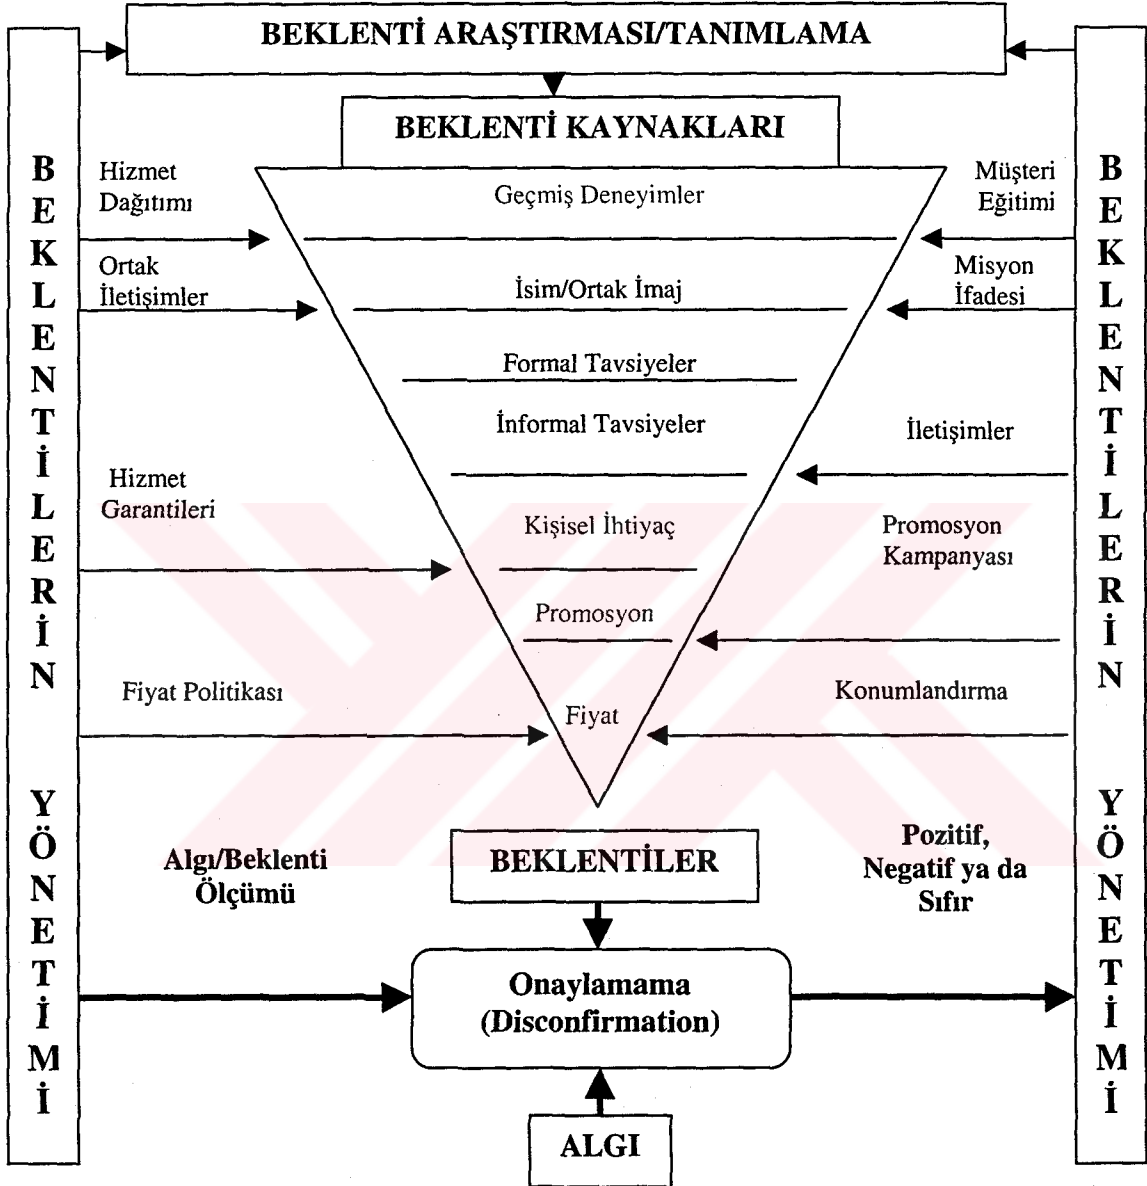 BEKLENTİ ARAŞTIRMASI/TANIMLAMA
BEKLENTİ KAYNAKLARI
BEKLENTİLERİN YÖNETİMİ
Hizmet
Dağıtımı
Ortak
İletişimler
Hizmet
Garantileri
Fiyat Politikası
Geçmiş Deneyimler
İsim/Ortak İmaj
Formal Tavsiyeler
İnformal Tavsiyeler
Kişisel İhtiyaç
Promosyon
Fiyat
Müşteri
Eğitimi
Misyon
İfadesi
İletişimler
Promosyon
Kampanyası
Konumlandırma
BEKLENTİLERİN YÖNETİMİ
Algı/Beklenti
Ölçümü
BEKLENTİLER
Pozitif,
Negatif ya da
Sıfır
Onaylamama
(Disconfirmation)
ALGI